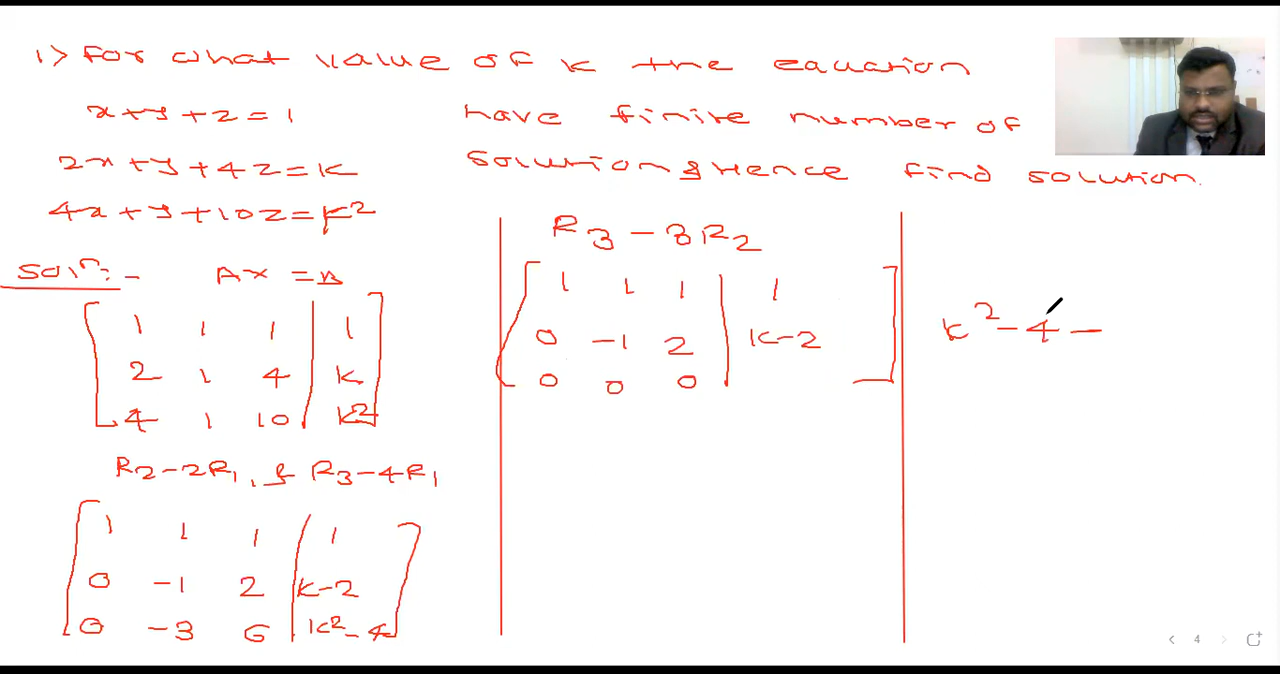 1) For what value of k the equation
x+y+z=1 have finite number of
2x+y+4z=k solution & Hence find solution.
4x+y+10z=k²
Solⁿ:- AX=B
1 1 1 | 1
2 1 4 | k
4 1 10 | k²
R2-2R1, & R3-4R1
1 1 1 | 1
0 -1 2 | k-2
0 -3 6 | k²-4
R3-3R2
1 1 1 | 1
0 -1 2 | k-2
0 0 0 |
k²-4-
4